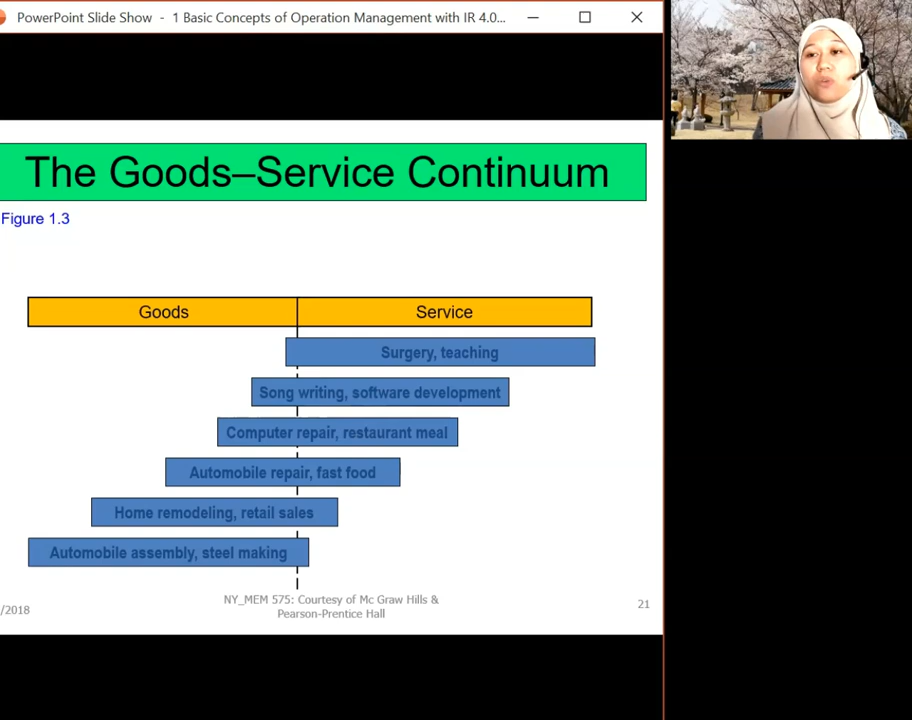 PowerPoint Slide Show - 1 Basic Concepts of Operation Management with IR 4.0...
The Goods–Service Continuum
Figure 1.3
Goods Service
Surgery, teaching
Song writing, software development
Computer repair, restaurant meal
Automobile repair, fast food
Home remodeling, retail sales
Automobile assembly, steel making
NY_MEM 575: Courtesy of Mc Graw Hills &
Pearson-Prentice Hall
/2018
21